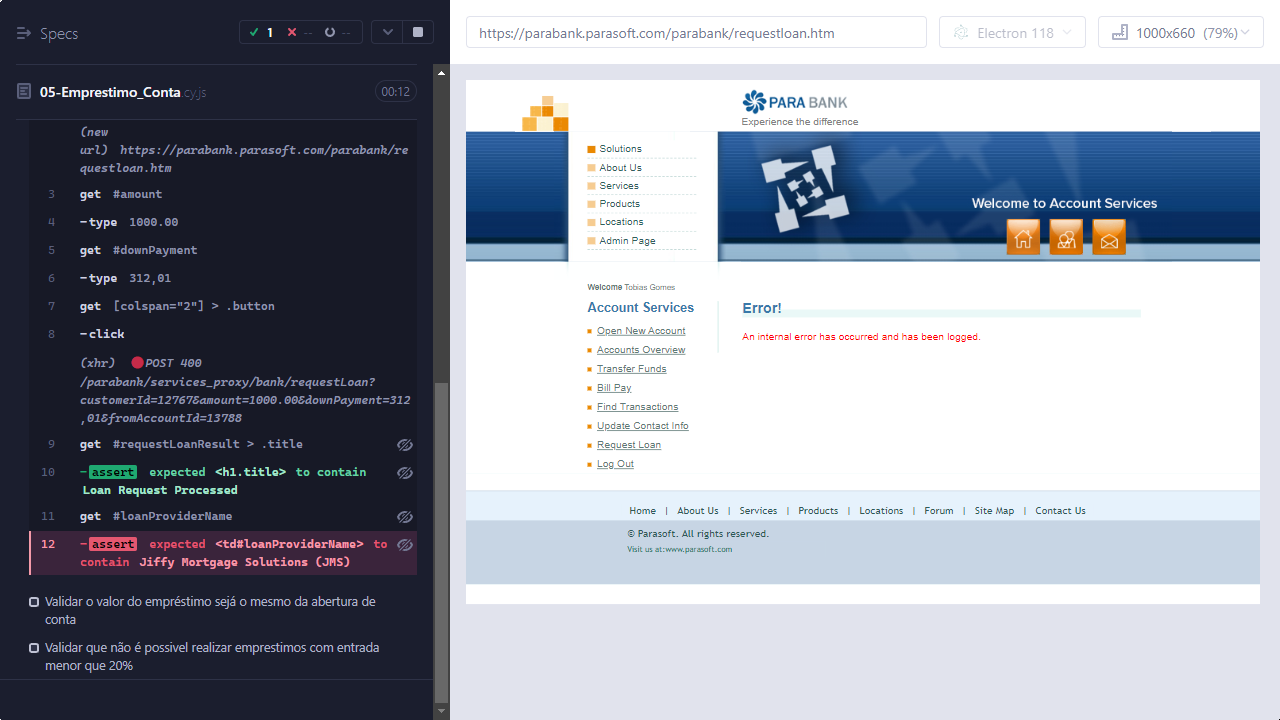 Specs
1
--
--
05-Emprestimo_Conta.cy.js
00:12
(new
url) https://parabank.parasoft.com/parabank/re
questloan.htm
3 get #amount
4 -type 1000.00
5 get #downPayment
6 -type 312,01
7 get [colspan="2"] > .button
8 -click
(xhr) POST 400
/parabank/services_proxy/bank/requestLoan?
customerId=12767&amount=1000.00&downPayment=312
,01&fromAccountId=13788
9 get #requestLoanResult > .title
10 -assert expected <h1.title> to contain
Loan Request Processed
11 get #loanProviderName
12 -assert expected <td#loanProviderName> to
contain Jiffy Mortgage Solutions (JMS)
Validar o valor do empréstimo sejá o mesmo da abertura de
conta
Validar que não é possivel realizar emprestimos com entrada
menor que 20%
https://parabank.parasoft.com/parabank/requestloan.htm
Electron 118
1000x660 (79%)
PARA BANK
Experience the difference
Solutions
About Us
Services
Products
Locations
Admin Page
Welcome to Account Services
Welcome Tobias Gomes
Account Services
Open New Account
Accounts Overview
Transfer Funds
Bill Pay
Find Transactions
Update Contact Info
Request Loan
Log Out
Error!
An internal error has occurred and has been logged.
Home | About Us | Services | Products | Locations | Forum | Site Map | Contact Us
© Parasoft. All rights reserved.
Visit us at:www.parasoft.com